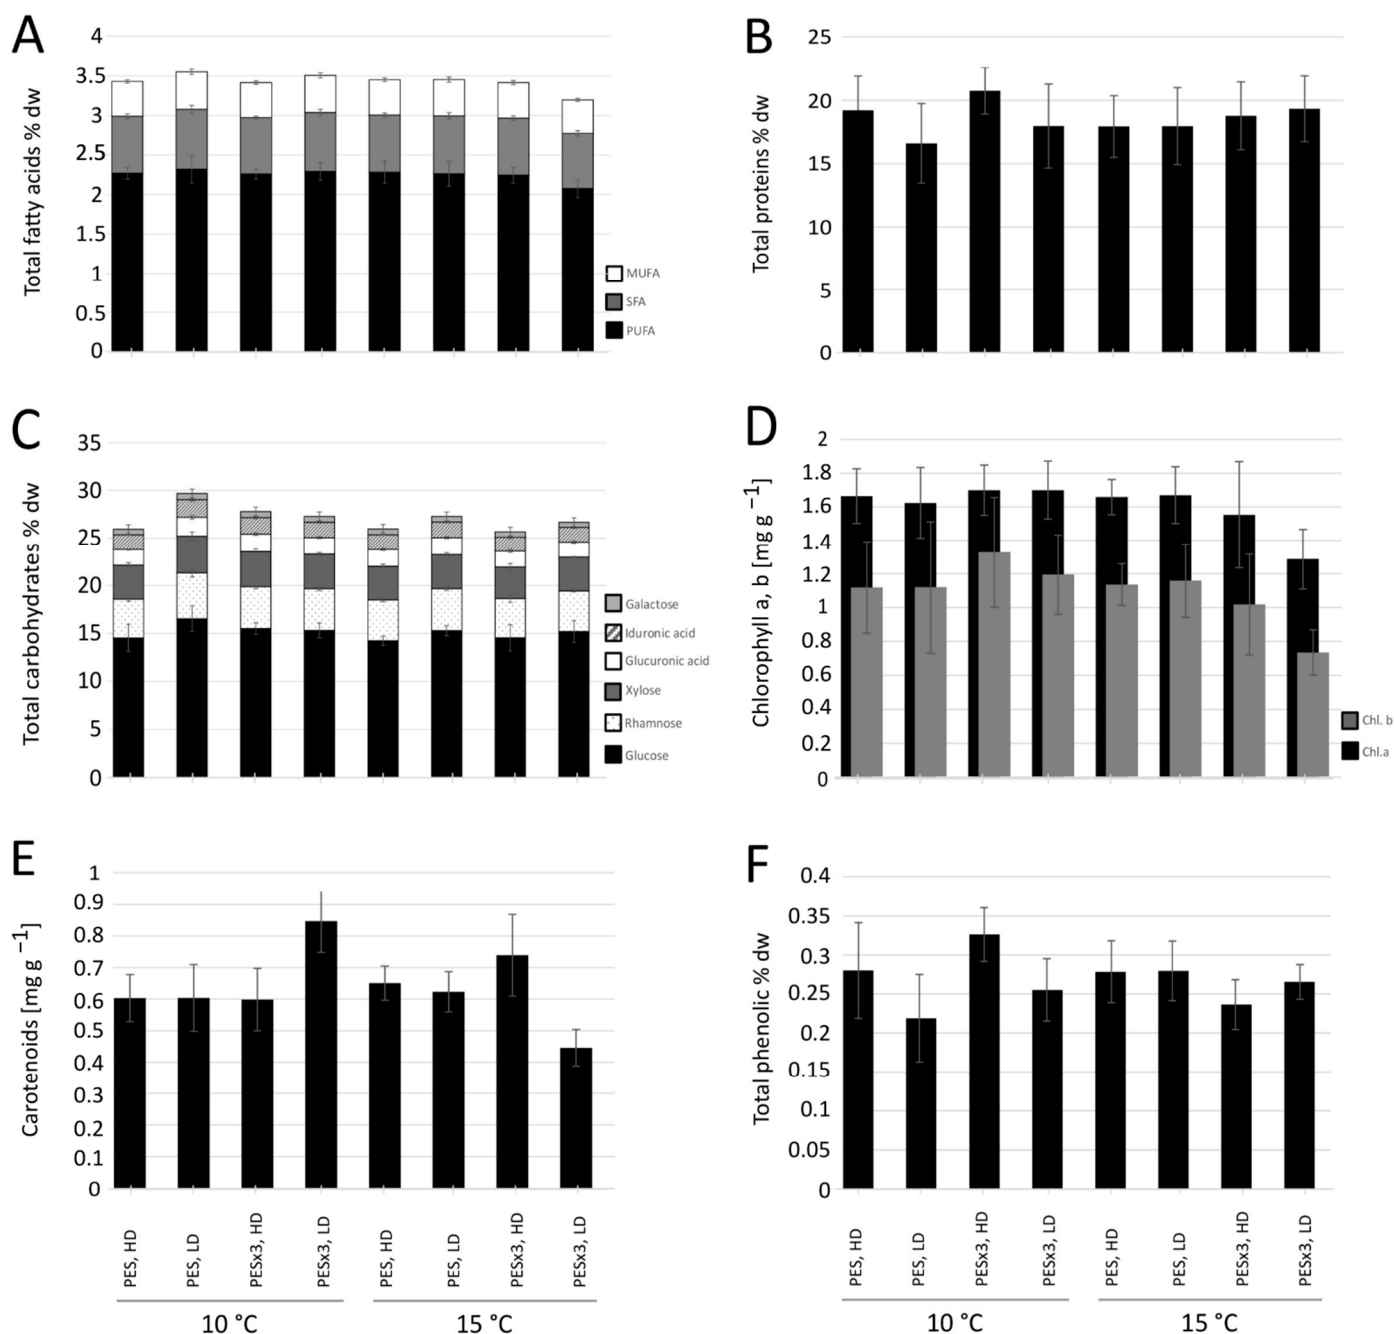 A
Total fatty acids % dw
4
3.5
3
2.5
2
1.5
1
0.5
0
MUFA
SFA
PUFA
B
Total proteins % dw
25
20
15
10
5
0
C
Total carbohydrates % dw
35
30
25
20
15
10
5
0
Galactose
Iduronic acid
Glucuronic acid
Xylose
Rhamnose
Glucose
D
Chlorophyll a, b [mg g⁻¹]
2
1.8
1.6
1.4
1.2
1
0.8
0.6
0.4
0.2
0
Chl. b
Chl.a
E
Carotenoids [mg g⁻¹]
1
0.9
0.8
0.7
0.6
0.5
0.4
0.3
0.2
0.1
0
PES, HD
PES, LD
PESx3, HD
PESx3, LD
PES, HD
PES, LD
PESx3, HD
PESx3, LD
10 °C
15 °C
F
Total phenolic % dw
0.4
0.35
0.3
0.25
0.2
0.15
0.1
0.05
0
PES, HD
PES, LD
PESx3, HD
PESx3, LD
PES, HD
PES, LD
PESx3, HD
PESx3, LD
10 °C
15 °C